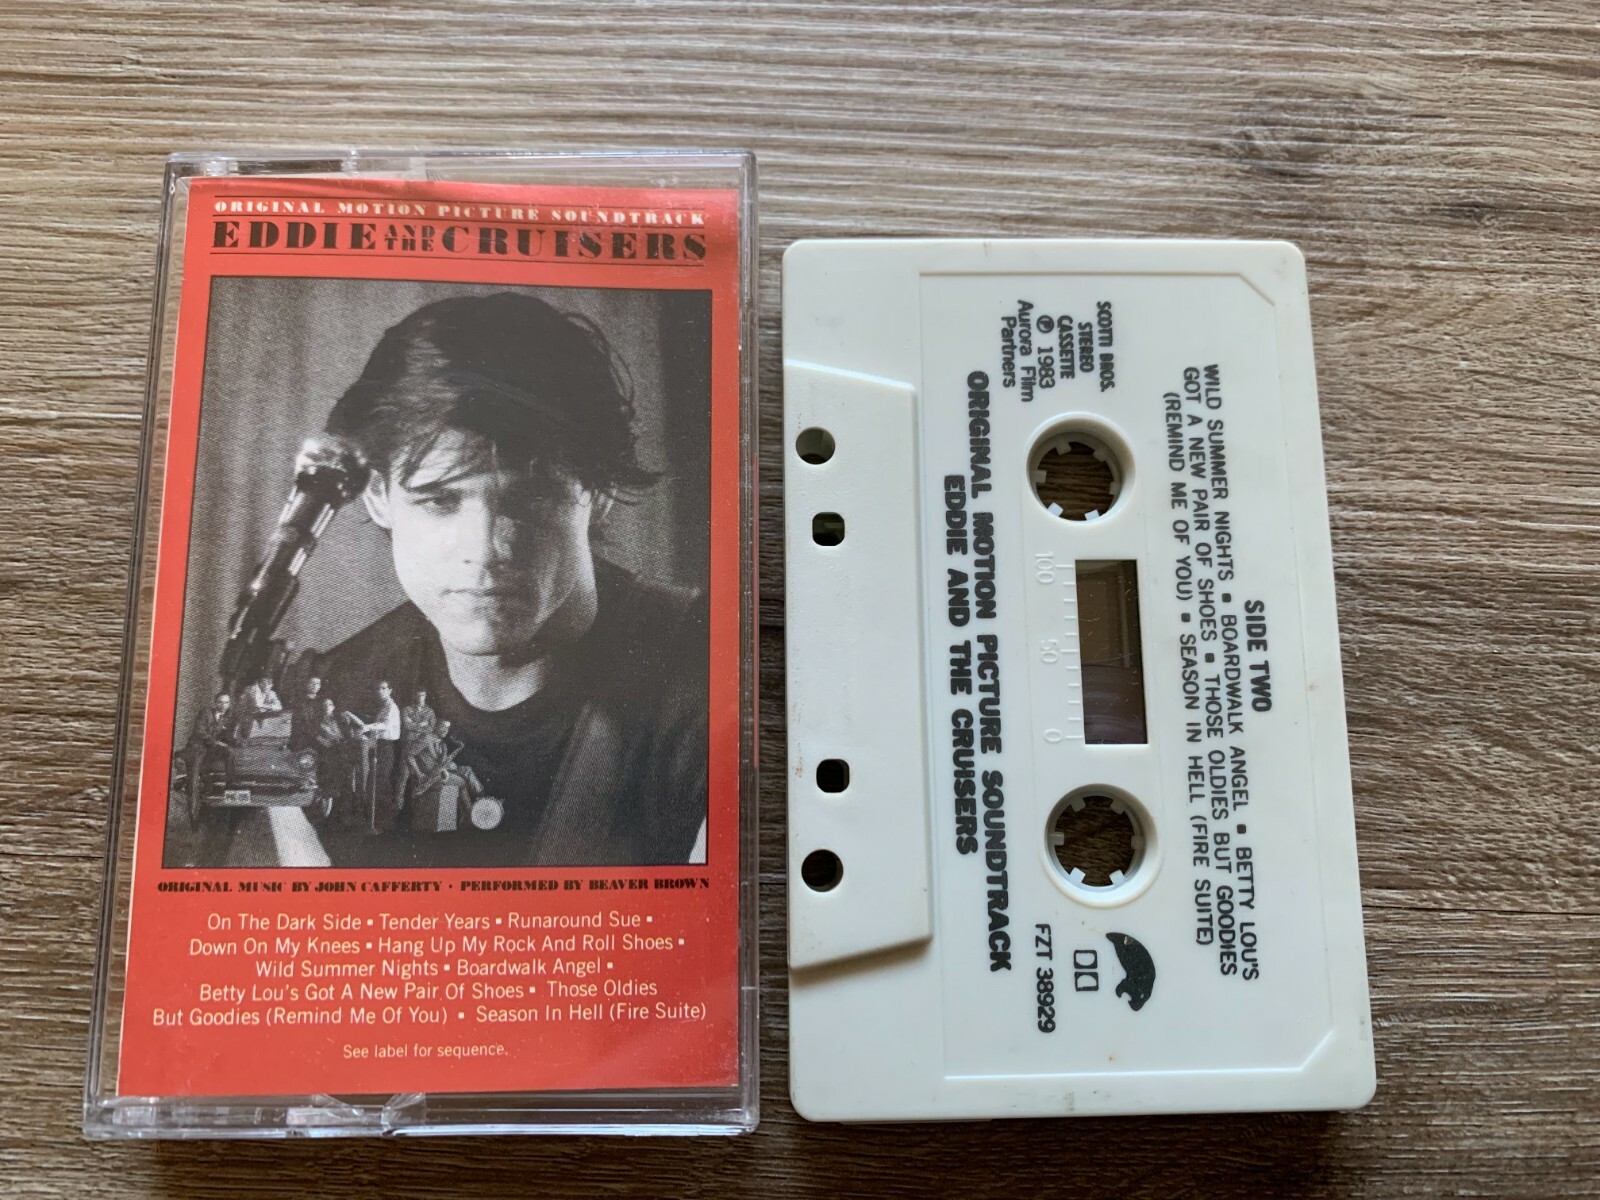 ORIGINAL MOTION PICTURE SOUNDTRACK
EDDIE AND THE CRUISERS
ORIGINAL MUSIC BY JOHN CAFFERTY · PERFORMED BY BEAVER BROWN
On The Dark Side ▪ Tender Years ▪ Runaround Sue ▪
Down On My Knees ▪ Hang Up My Rock And Roll Shoes ▪
Wild Summer Nights ▪ Boardwalk Angel ▪
Betty Lou's Got A New Pair Of Shoes ▪ Those Oldies
But Goodies (Remind Me Of You) ▪ Season In Hell (Fire Suite)
See label for sequence.
SIDE TWO
WILD SUMMER NIGHTS ▪ BOARDWALK ANGEL ▪ BETTY LOU'S
GOT A NEW PAIR OF SHOES ▪ THOSE OLDIES BUT GOODIES
(REMIND ME OF YOU) ▪ SEASON IN HELL (FIRE SUITE)
SCOTTI BROS.
STEREO
CASSETTE
℗ 1983
Aurora Film
Partners
100 50 0
FZT 38929
ORIGINAL MOTION PICTURE SOUNDTRACK
EDDIE AND THE CRUISERS